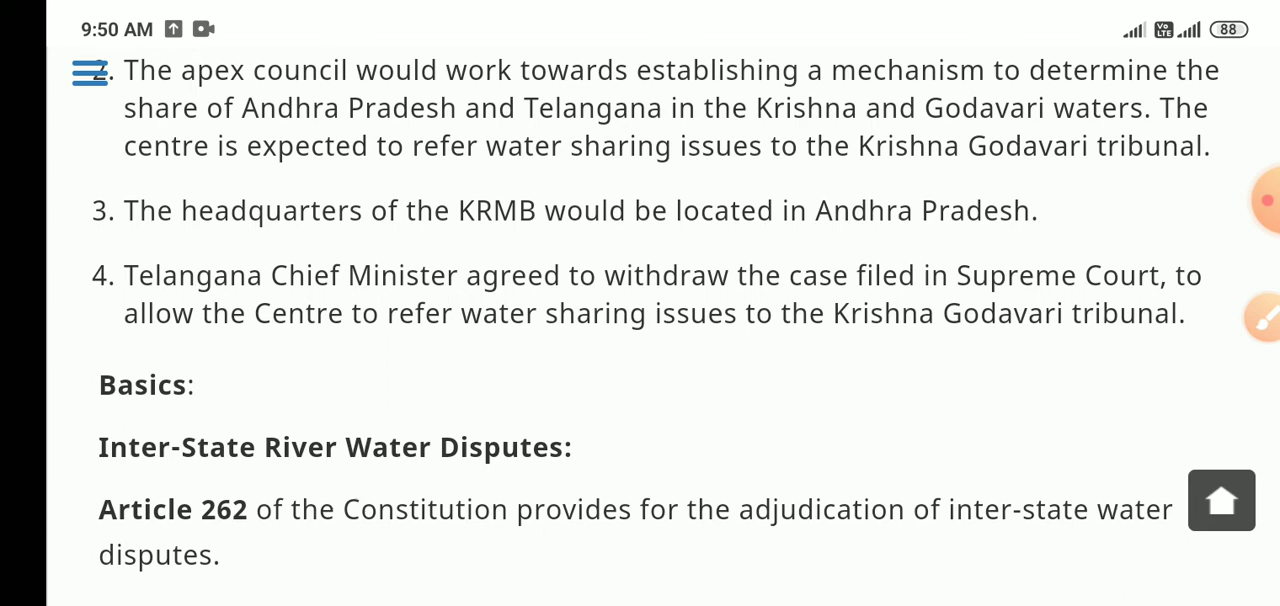 9:50 AM
Vo LTE
88
2. The apex council would work towards establishing a mechanism to determine the
share of Andhra Pradesh and Telangana in the Krishna and Godavari waters. The
centre is expected to refer water sharing issues to the Krishna Godavari tribunal.
3. The headquarters of the KRMB would be located in Andhra Pradesh.
4. Telangana Chief Minister agreed to withdraw the case filed in Supreme Court, to
allow the Centre to refer water sharing issues to the Krishna Godavari tribunal.
Basics:
Inter-State River Water Disputes:
Article 262 of the Constitution provides for the adjudication of inter-state water
disputes.